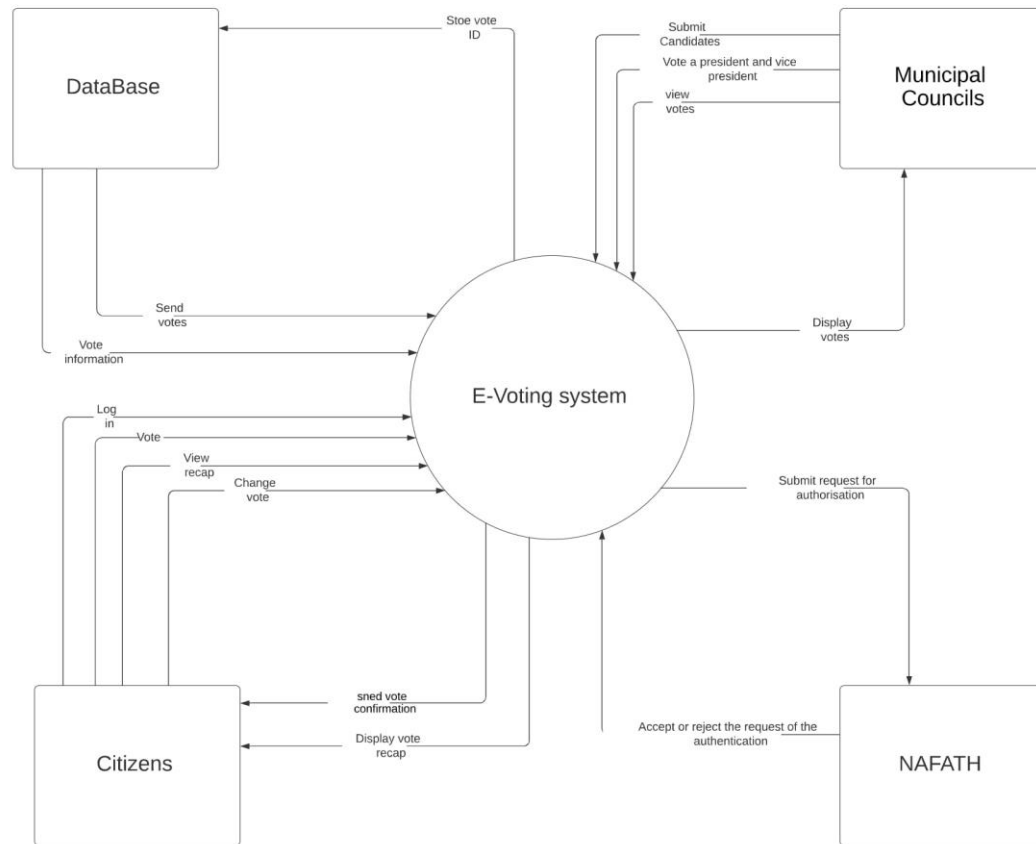 Stoe vote
ID
DataBase
Submit
Candidates
Vote a president and vice
president
view
votes
Municipal
Councils
Send
votes
Vote
information
Display
votes
E-Voting system
Log
in
Vote
View
recap
Change
vote
Submit request for
authorisation
sned vote
confirmation
Display vote
recap
Accept or reject the request of the
authentication
Citizens
NAFATH